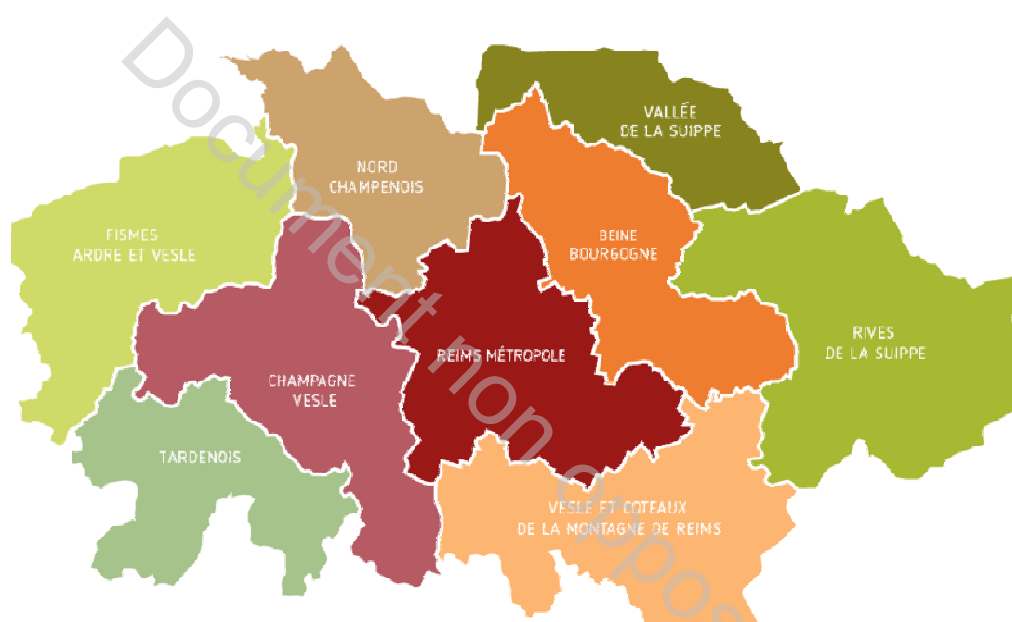 VALLÉE
DE LA SUIPPE
NORD
CHAMPENOIS
FISMES
ARDRE ET VESLE
BEINE
BOURGOGNE
RIVES
DE LA SUIPPE
REIMS MÉTROPOLE
CHAMPAGNE
VESLE
TARDENOIS
VESLE ET COTEAUX
DE LA MONTAGNE DE REIMS
Document non oppos